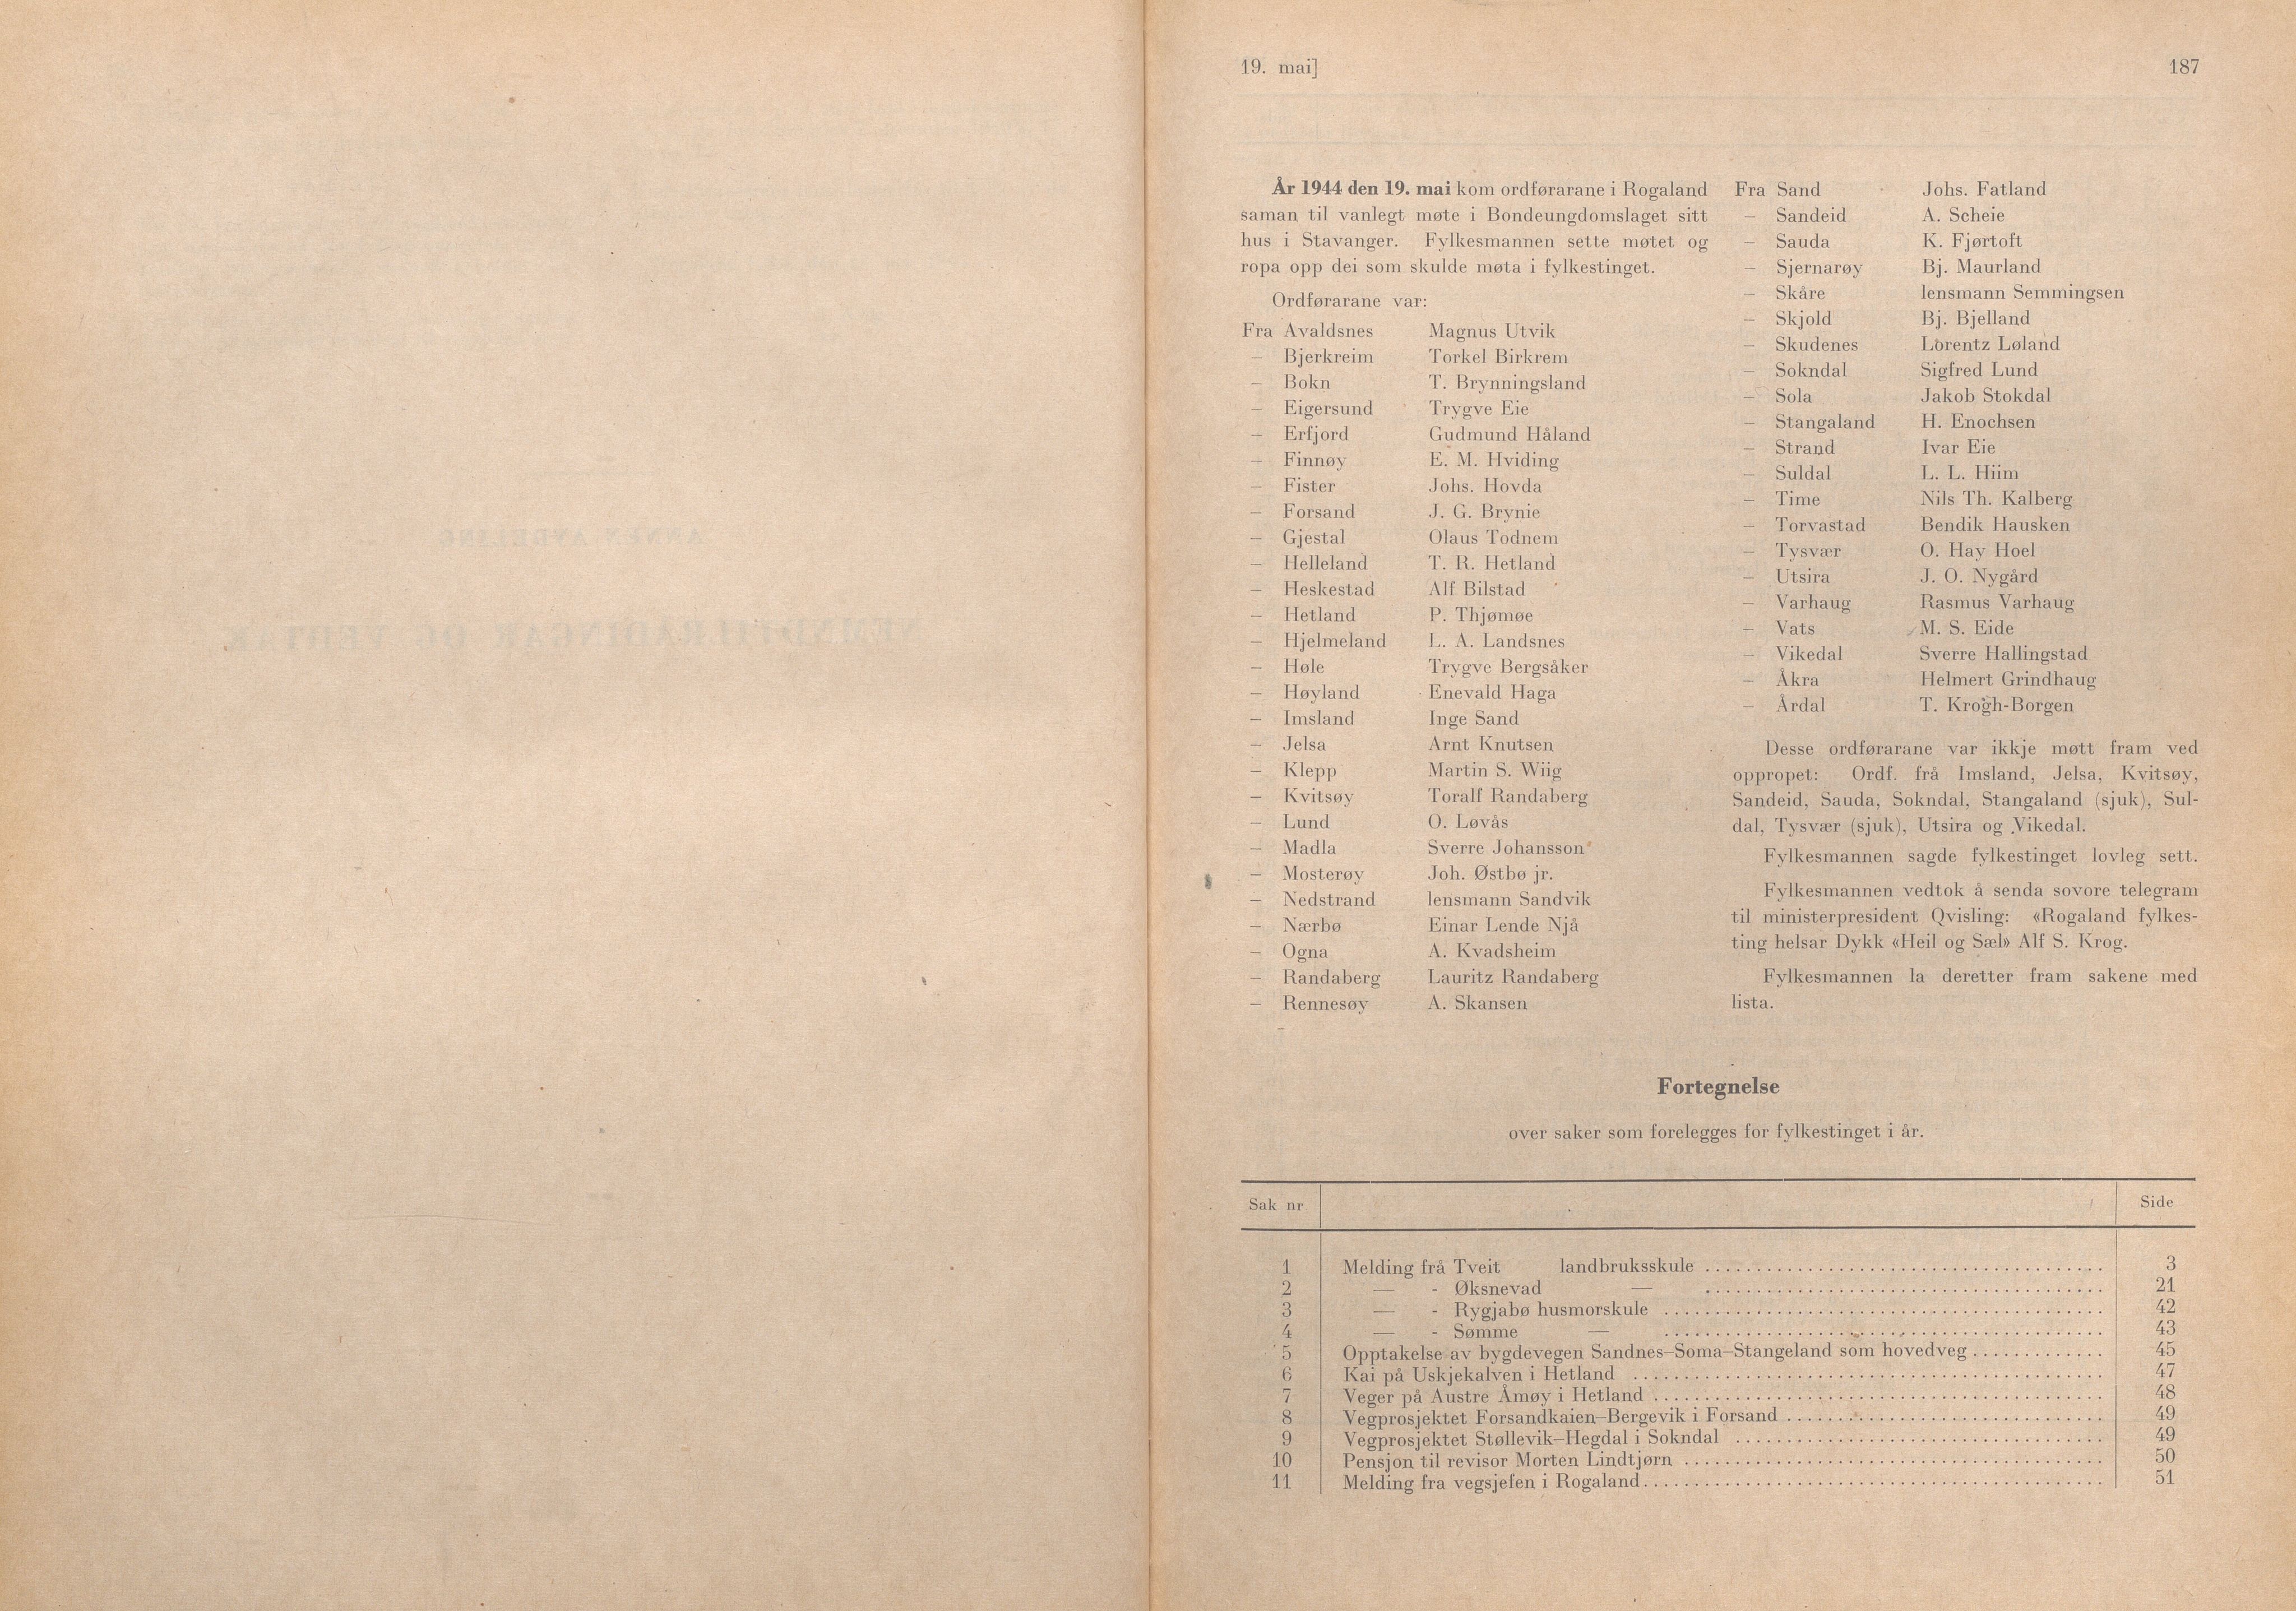 19. mai]
187
År 1944 den 19. mai kom ordførarane i Rogaland
saman til vanlegt møte i Bondeungdomslaget sitt
hus i Stavanger. Fylkesmannen sette møtet og
ropa opp dei som skulde møta i fylkestinget.
Ordførarane var:
Fra Avaldsnes Magnus Utvik
— Bjerkreim Torkel Birkrem
— Bokn T. Brynningsland
— Eigersund Trygve Eie
— Erfjord Gudmund Håland
— Finnøy E. M. Hviding
— Fister Johs. Hovda
— Forsand J. G. Brynie
— Gjestal Olaus Todnem
— Helleland T. R. Hetland
— Heskestad Alf Bilstad
— Hetland P. Thjømøe
— Hjelmeland L. A. Landsnes
— Høle Trygve Bergsåker
— Høyland Enevald Haga
— Imsland Inge Sand
— Jelsa Arnt Knutsen
— Klepp Martin S. Wiig
— Kvitsøy Toralf Randaberg
— Lund O. Løvås
— Madla Sverre Johansson
— Mosterøy Joh. Østbø jr.
— Nedstrand lensmann Sandvik
— Nærbø Einar Lende Njå
— Ogna A. Kvadsheim
— Randaberg Lauritz Randaberg
— Rennesøy A. Skansen
Fra Sand Johs. Fatland
— Sandeid A. Scheie
— Sauda K. Fjørtoft
— Sjernarøy Bj. Maurland
— Skåre lensmann Semmingsen
— Skjold Bj. Bjelland
— Skudenes Lorentz Løland
— Sokndal Sigfred Lund
— Sola Jakob Stokdal
— Stangaland H. Enochsen
— Strand Ivar Eie
— Suldal L. L. Hiim
— Time Nils Th. Kalberg
— Torvastad Bendik Hausken
— Tysvær O. Hay Hoel
— Utsira J. O. Nygård
— Varhaug Rasmus Varhaug
— Vats M. S. Eide
— Vikedal Sverre Hallingstad
— Åkra Helmert Grindhaug
— Årdal T. Krogh-Borgen
Desse ordførarane var ikkje møtt fram ved
oppropet: Ordf. frå Imsland, Jelsa, Kvitsøy,
Sandeid, Sauda, Sokndal, Stangaland (sjuk), Sul-
dal, Tysvær (sjuk), Utsira og Vikedal.
Fylkesmannen sagde fylkestinget lovleg sett.
Fylkesmannen vedtok å senda sovore telegram
til ministerpresident Qvisling: «Rogaland fylkes-
ting helsar Dykk «Heil og Sæl» Alf S. Krog.
Fylkesmannen la deretter fram sakene med
lista.
Fortegnelse
over saker som forelegges for fylkestinget i år.
Sak nr Side
1 Melding frå Tveit landbruksskule 3
2 — - Øksnevad — 21
3 — - Rygjabø husmorskule 42
4 — - Sømme — 43
5 Opptakelse av bygdevegen Sandnes—Soma—Stangeland som hovedveg 45
6 Kai på Uskjekalven i Hetland 47
7 Veger på Austre Åmøy i Hetland 48
8 Vegprosjektet Forsandkaien—Bergevik i Forsand 49
9 Vegprosjektet Støllevik—Hegdal i Sokndal 49
10 Pensjon til revisor Morten Lindtjørn 50
11 Melding fra vegsjefen i Rogaland 51